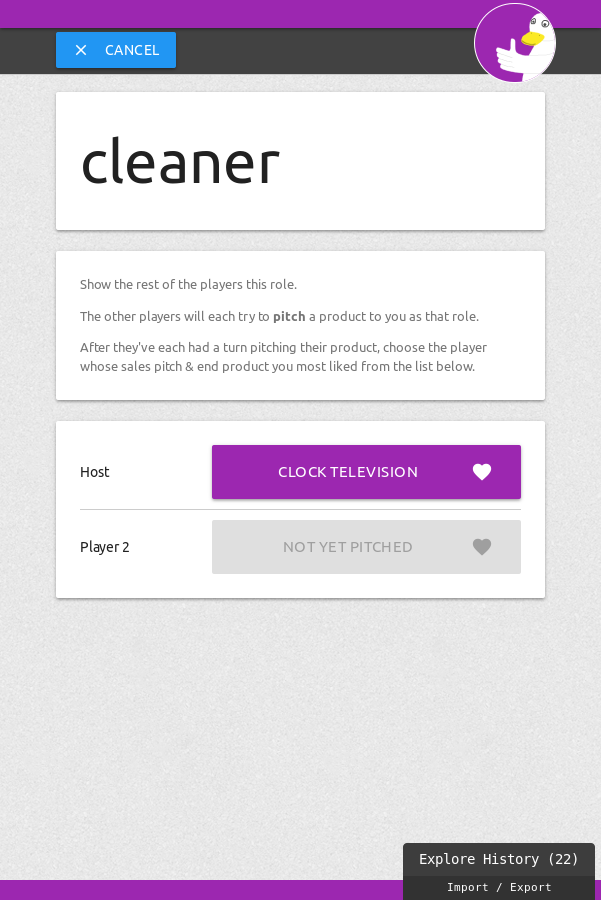 CANCEL
cleaner
Show the rest of the players this role.
The other players will each try to pitch a product to you as that role.
After they've each had a turn pitching their product, choose the player
whose sales pitch & end product you most liked from the list below.
Host
CLOCK TELEVISION
Player 2
NOT YET PITCHED
Explore History (22)
Import / Export